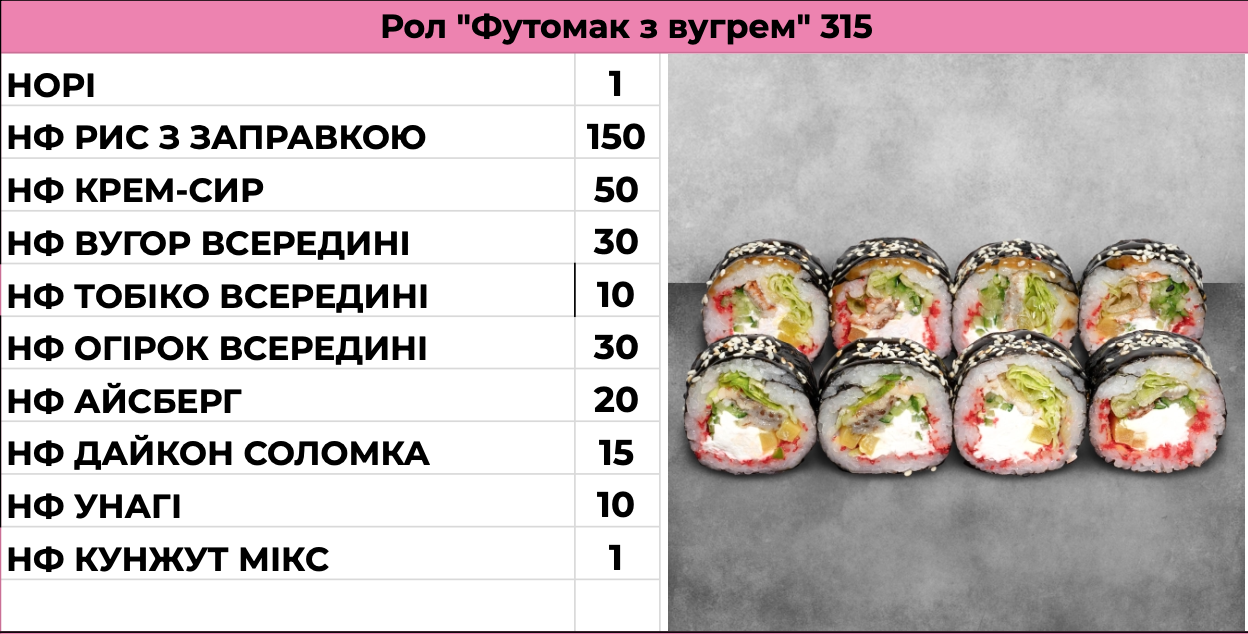 Рол "Футомак з вугрем" 315
НОРІ 1
НФ РИС З ЗАПРАВКОЮ 150
НФ КРЕМ-СИР 50
НФ ВУГОР ВСЕРЕДИНІ 30
НФ ТОБІКО ВСЕРЕДИНІ 10
НФ ОГІРОК ВСЕРЕДИНІ 30
НФ АЙСБЕРГ 20
НФ ДАЙКОН СОЛОМКА 15
НФ УНАГІ 10
НФ КУНЖУТ МІКС 1